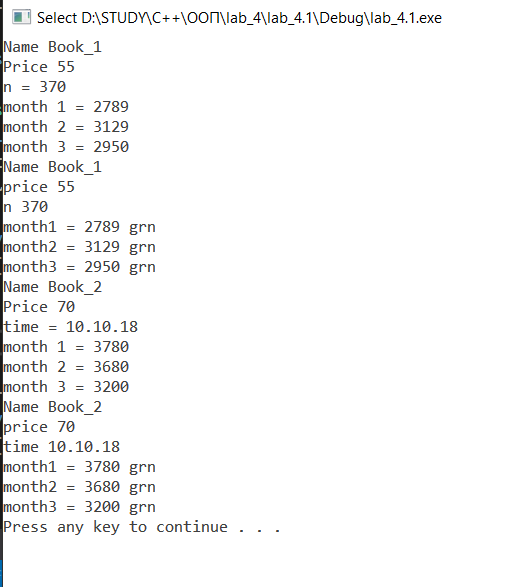 Select D:\STUDY\C++\ООП\lab_4\lab_4.1\Debug\lab_4.1.exe
Name Book_1
Price 55
n = 370
month 1 = 2789
month 2 = 3129
month 3 = 2950
Name Book_1
price 55
n 370
month1 = 2789 grn
month2 = 3129 grn
month3 = 2950 grn
Name Book_2
Price 70
time = 10.10.18
month 1 = 3780
month 2 = 3680
month 3 = 3200
Name Book_2
price 70
time 10.10.18
month1 = 3780 grn
month2 = 3680 grn
month3 = 3200 grn
Press any key to continue . . .